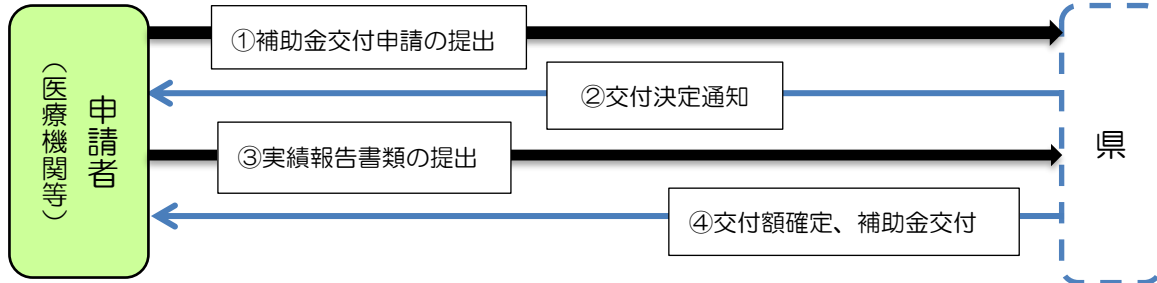 申請者
（医療機関等）
①補助金交付申請の提出
②交付決定通知
③実績報告書類の提出
④交付額確定、補助金交付
県